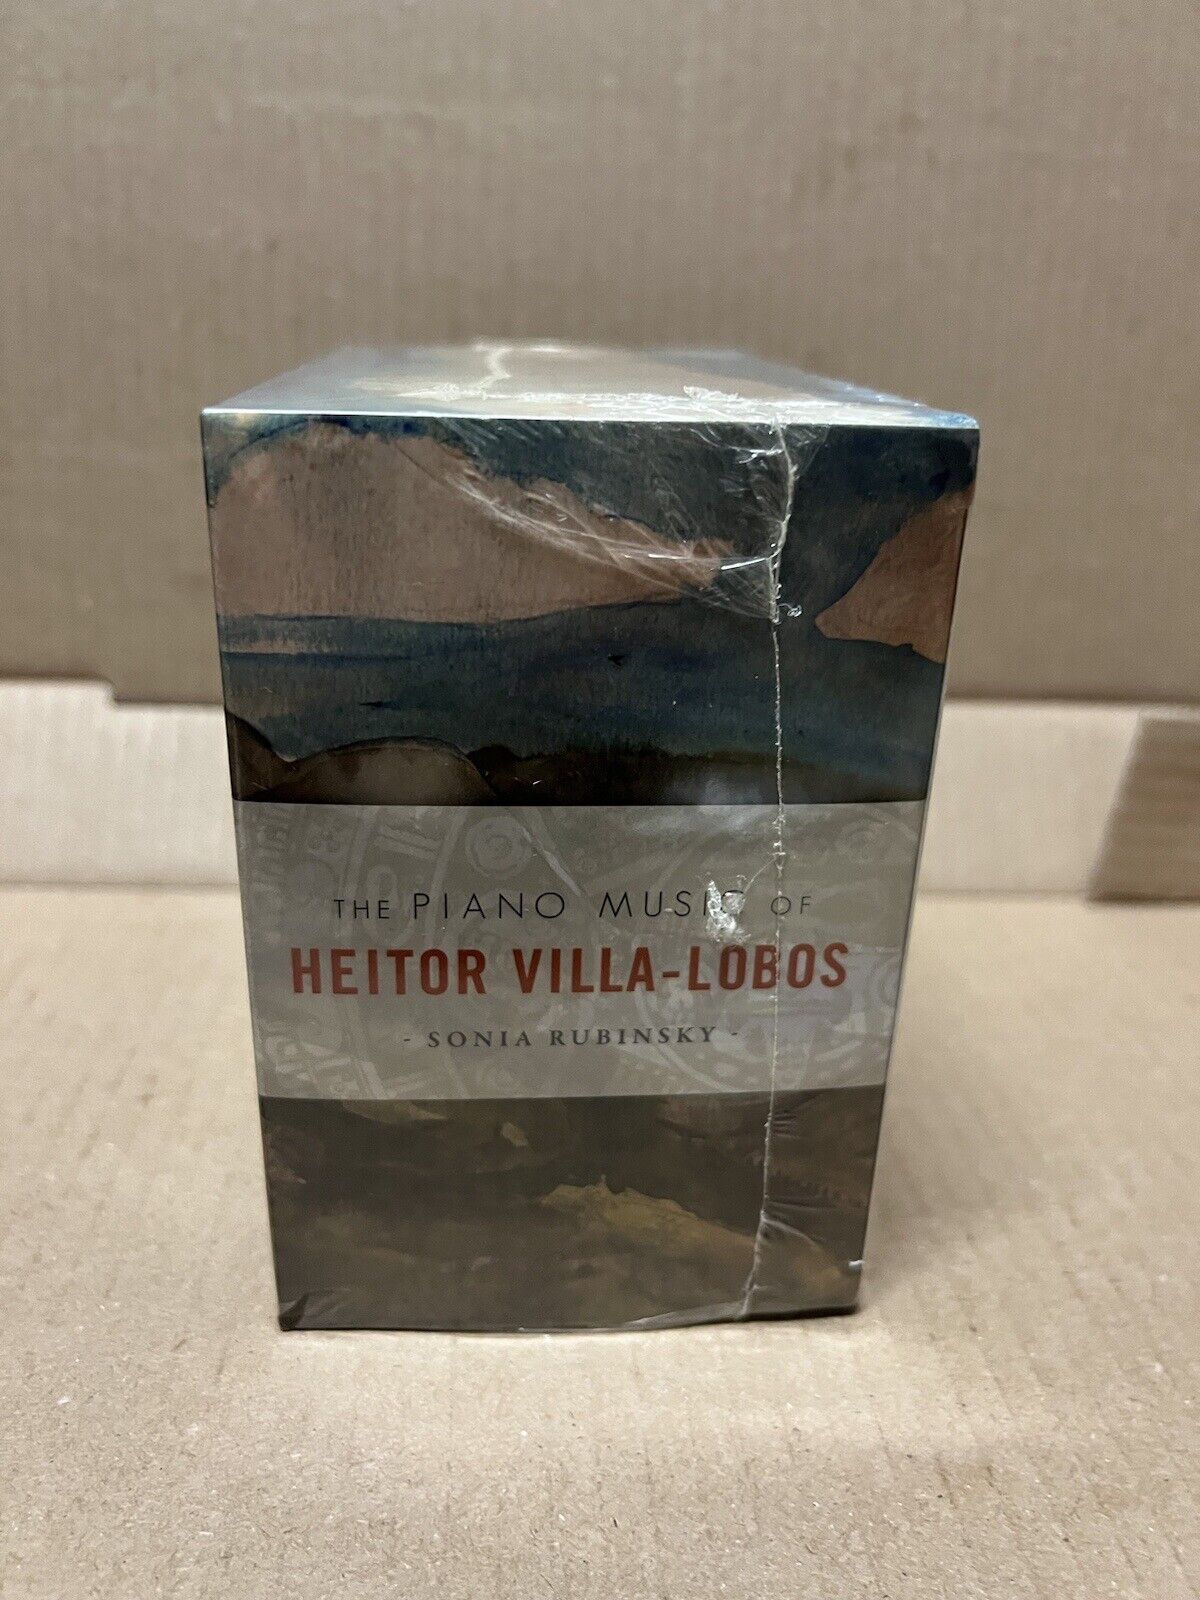 THE PIANO MUSIC OF
HEITOR VILLA-LOBOS
- SONIA RUBINSKY -